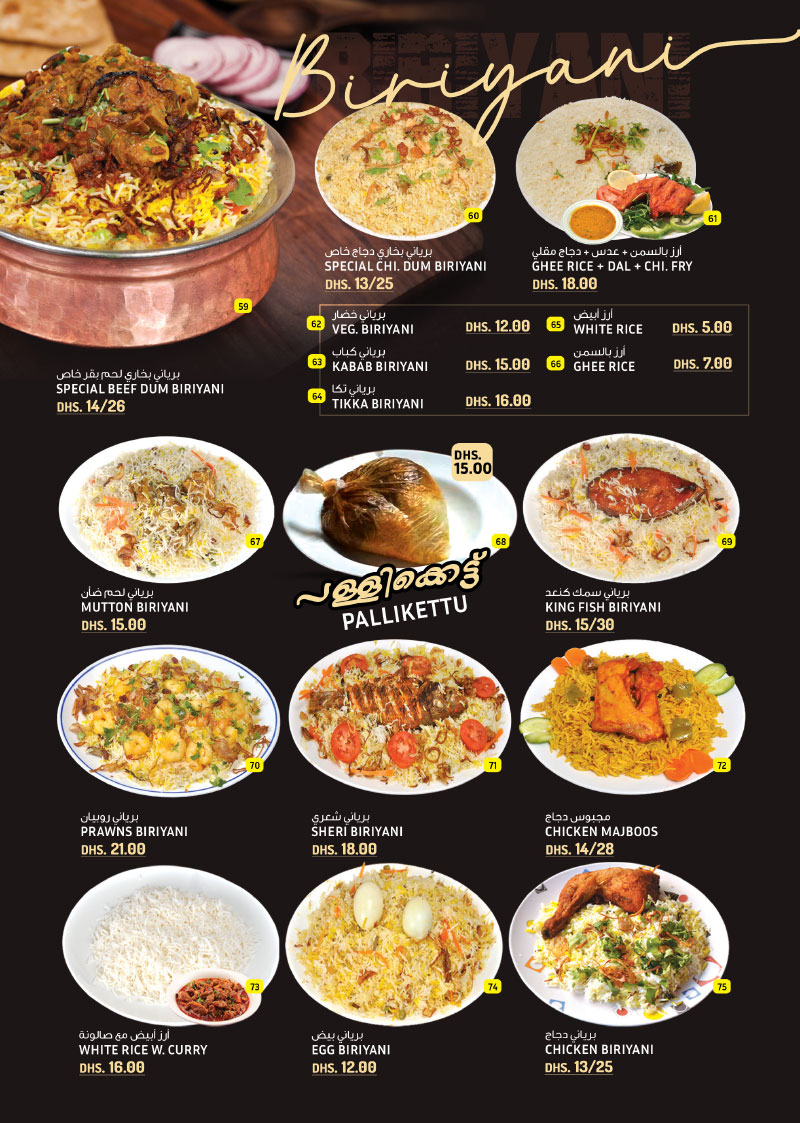 Biriyani
BIRIYANI
60
برياني بخاري دجاج خاص
SPECIAL CHI. DUM BIRIYANI
DHS. 13/25
61
أرز بالسمن + عدس + دجاج مقلي
GHEE RICE + DAL + CHI. FRY
DHS. 18.00
59
برياني بخاري لحم بقر خاص
SPECIAL BEEF DUM BIRIYANI
DHS. 14/26
62
برياني خضار
VEG. BIRIYANI
DHS. 12.00
63
برياني كباب
KABAB BIRIYANI
DHS. 15.00
64
برياني تكا
TIKKA BIRIYANI
DHS. 16.00
65
أرز أبيض
WHITE RICE
DHS. 5.00
66
أرز بالسمن
GHEE RICE
DHS. 7.00
67
برياني لحم ضأن
MUTTON BIRIYANI
DHS. 15.00
DHS.
15.00
68
പള്ളിക്കെട്ട്
PALLIKETTU
69
برياني سمك كنعد
KING FISH BIRIYANI
DHS. 15/30
70
برياني روبيان
PRAWNS BIRIYANI
DHS. 21.00
71
برياني شعري
SHERI BIRIYANI
DHS. 18.00
72
مجبوس دجاج
CHICKEN MAJBOOS
DHS. 14/28
73
أرز أبيض مع صالونة
WHITE RICE W. CURRY
DHS. 16.00
74
برياني بيض
EGG BIRIYANI
DHS. 12.00
75
برياني دجاج
CHICKEN BIRIYANI
DHS. 13/25